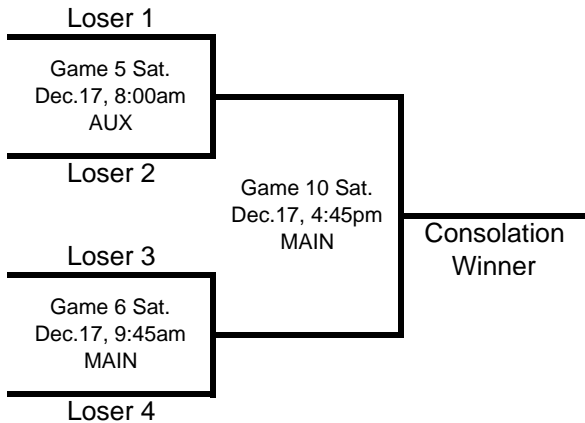 Loser 1
Game 5 Sat.
Dec.17, 8:00am
AUX
Loser 2
Game 10 Sat.
Dec.17, 4:45pm
MAIN
Consolation
Winner
Loser 3
Game 6 Sat.
Dec.17, 9:45am
MAIN
Loser 4